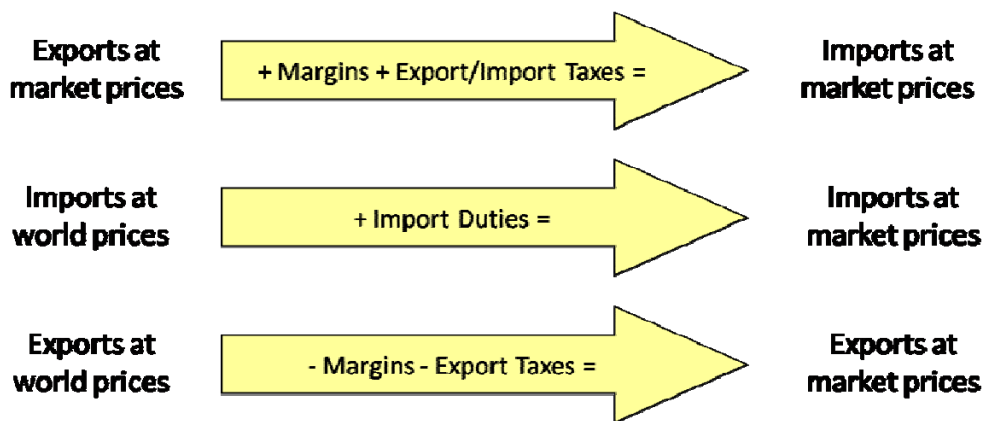 Exports at
market prices
+ Margins + Export/Import Taxes =
Imports at
market prices
Imports at
world prices
+ Import Duties =
Imports at
market prices
Exports at
world prices
- Margins - Export Taxes =
Exports at
market prices